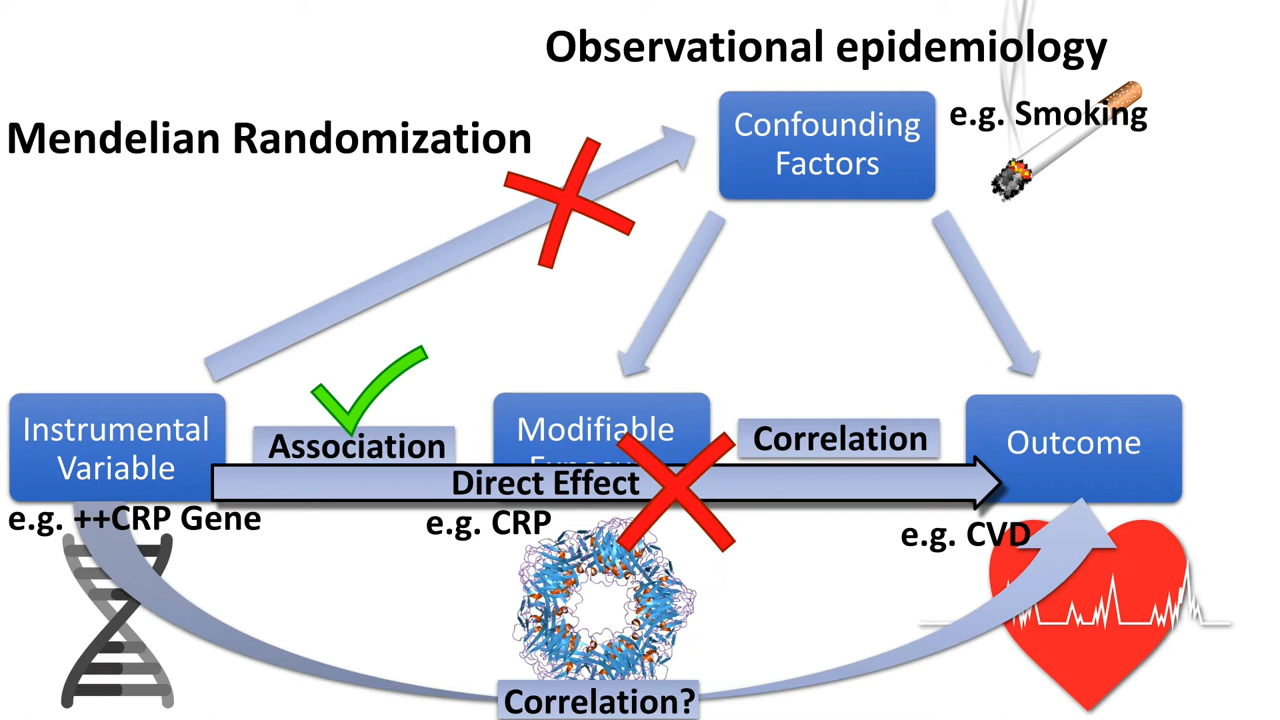 Observational epidemiology
Mendelian Randomization
Confounding
Factors
e.g. Smoking
Instrumental
Variable
Association
Modifiable
Correlation
Outcome
Direct Effect
e.g. ++CRP Gene
e.g. CRP
e.g. CVD
Correlation?